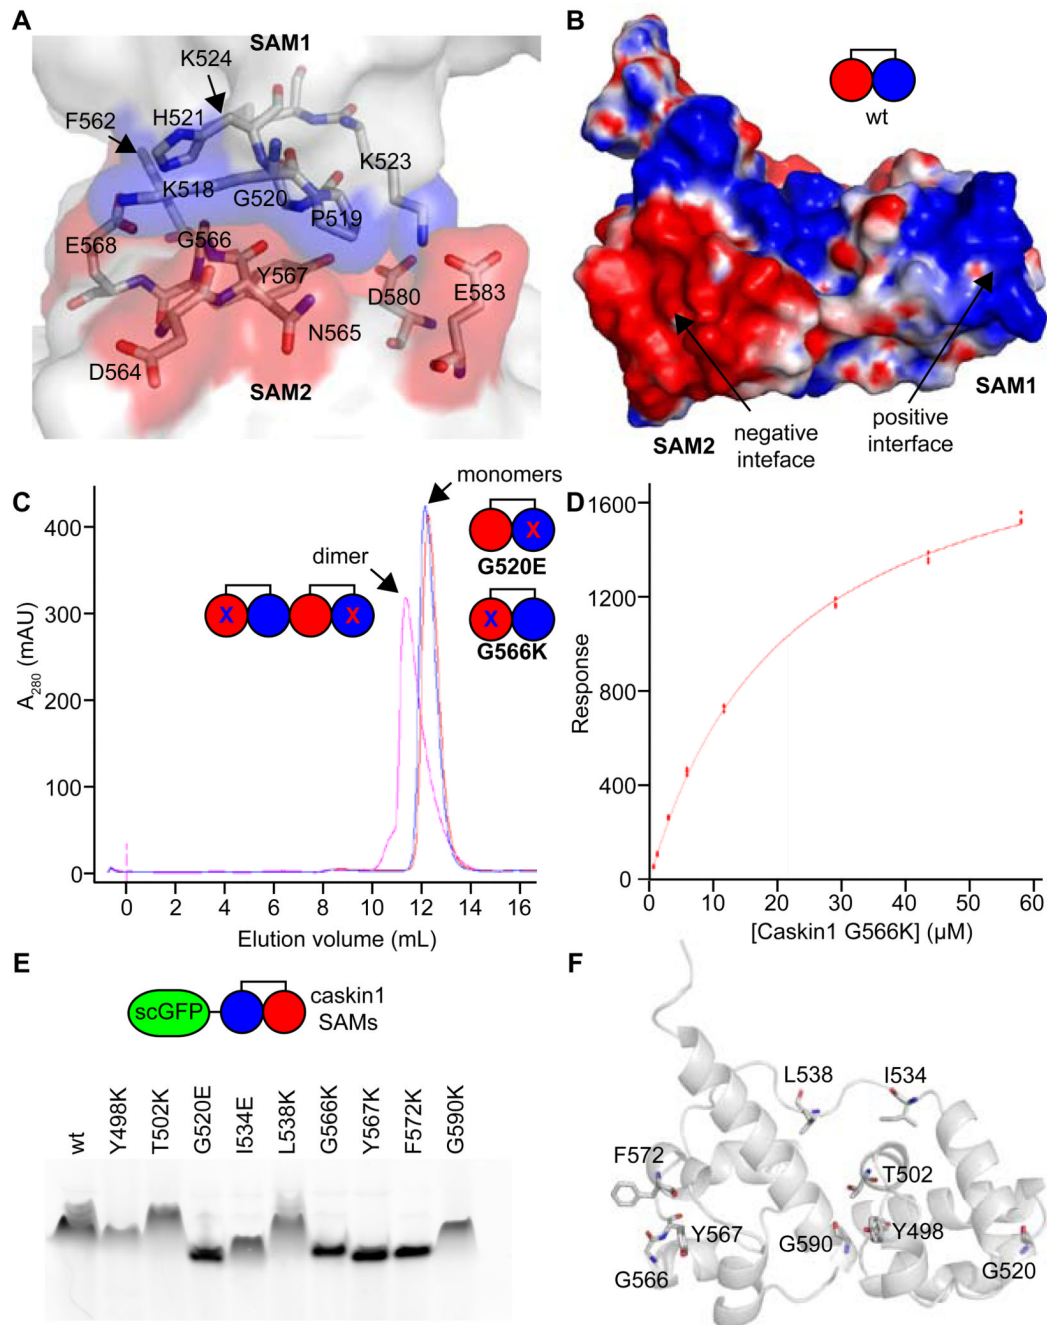 A
SAM1
K524
F562
H521
K523
K518
G520
P519
E568
G566
Y567
D580
E583
N565
D564
SAM2
B
wt
SAM1
SAM2
negative
inteface
positive
interface
C
monomers
dimer
X
X
X
G520E
X
G566K
400
300
200
100
0
A280 (mAU)
0 2 4 6 8 10 12 14 16
Elution volume (mL)
D
1600
1200
800
400
0
Response
0 10 20 30 40 50 60
[Caskin1 G566K] (µM)
E
scGFP
caskin1
SAMs
wt
Y498K
T502K
G520E
I534E
L538K
G566K
Y567K
F572K
G590K
F
L538
I534
F572
T502
Y567
G590
Y498
G566
G520